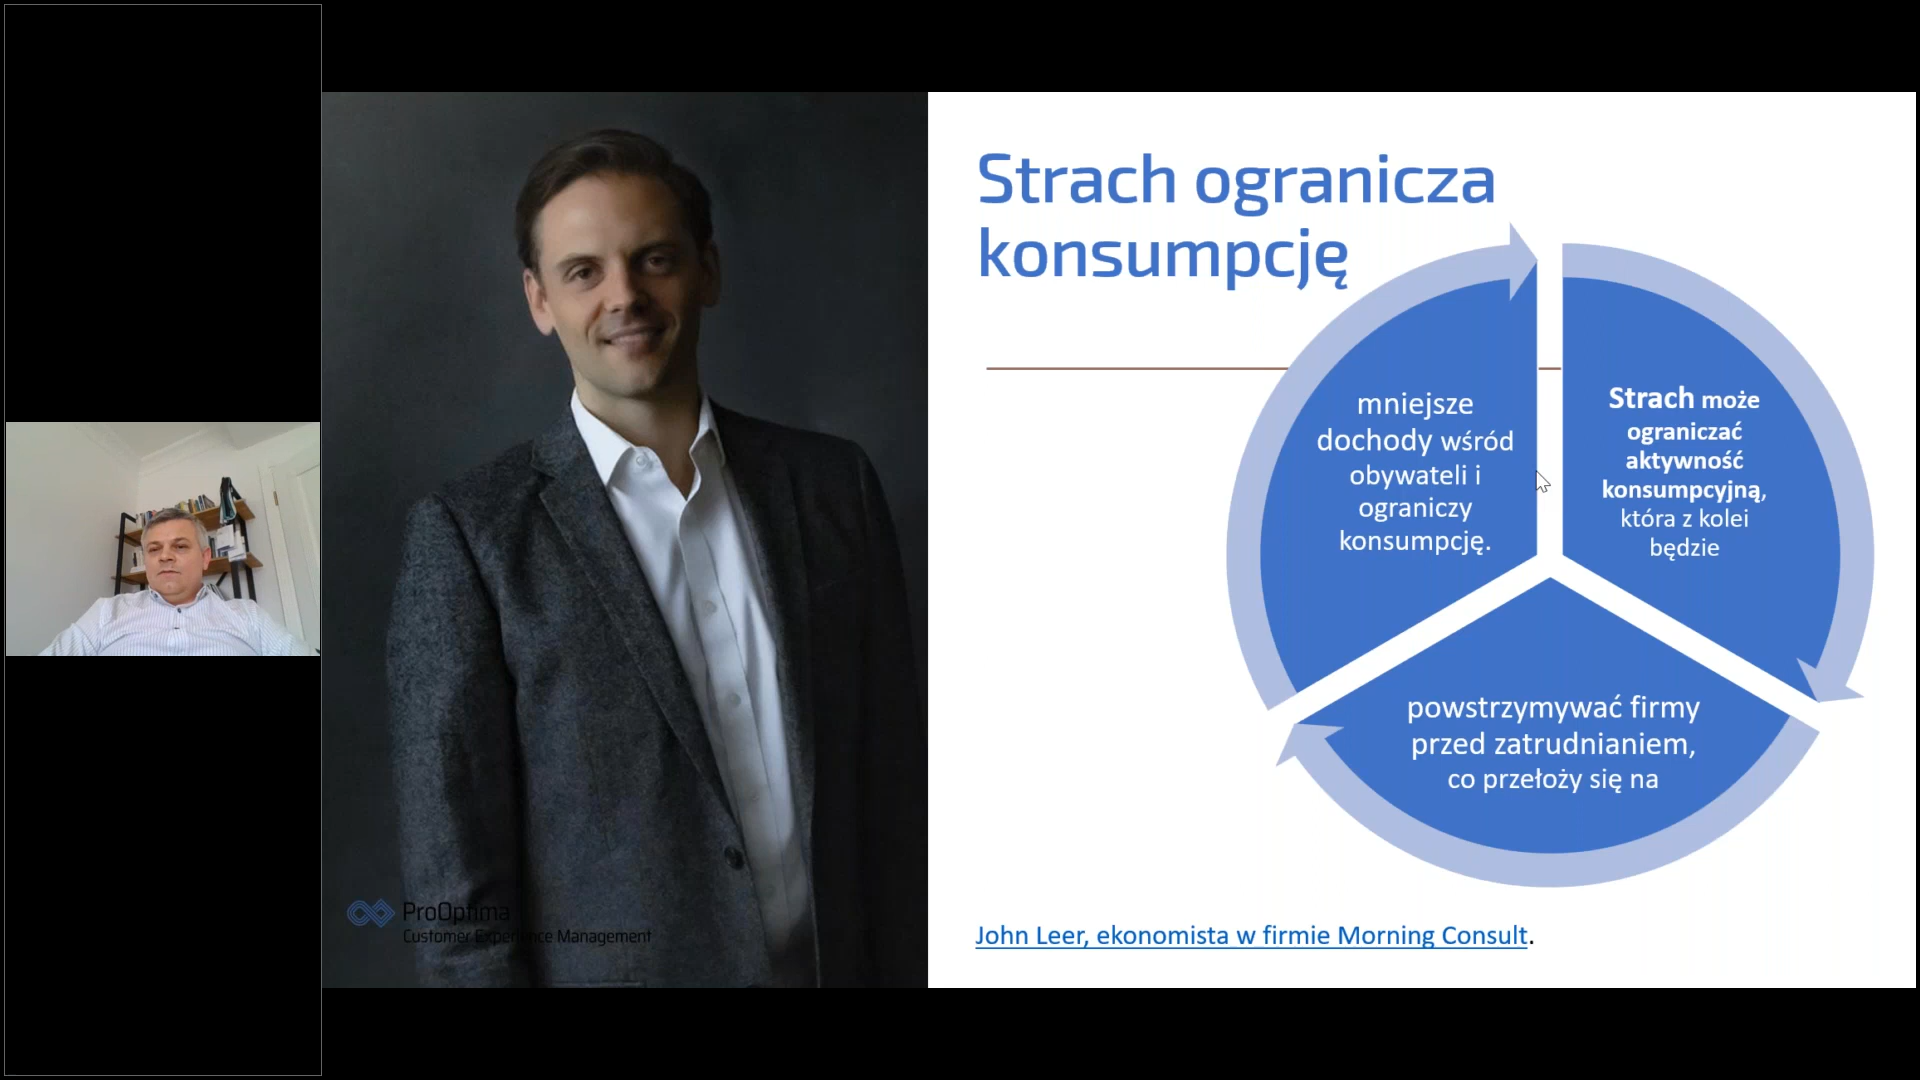 Strach ogranicza
konsumpcję
Strach może
ograniczać
aktywność
konsumpcyjną,
która z kolei
będzie
powstrzymywać firmy
przed zatrudnianiem,
co przełoży się na
mniejsze
dochody wśród
obywateli i
ograniczy
konsumpcję.
ProOptima
Customer Experience Management
John Leer, ekonomista w firmie Morning Consult.